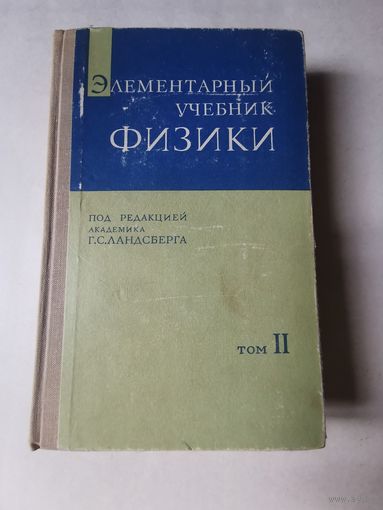 Элементарный
учебник
физики
под редакцией
академика
Г.С.Ландсберга
том II